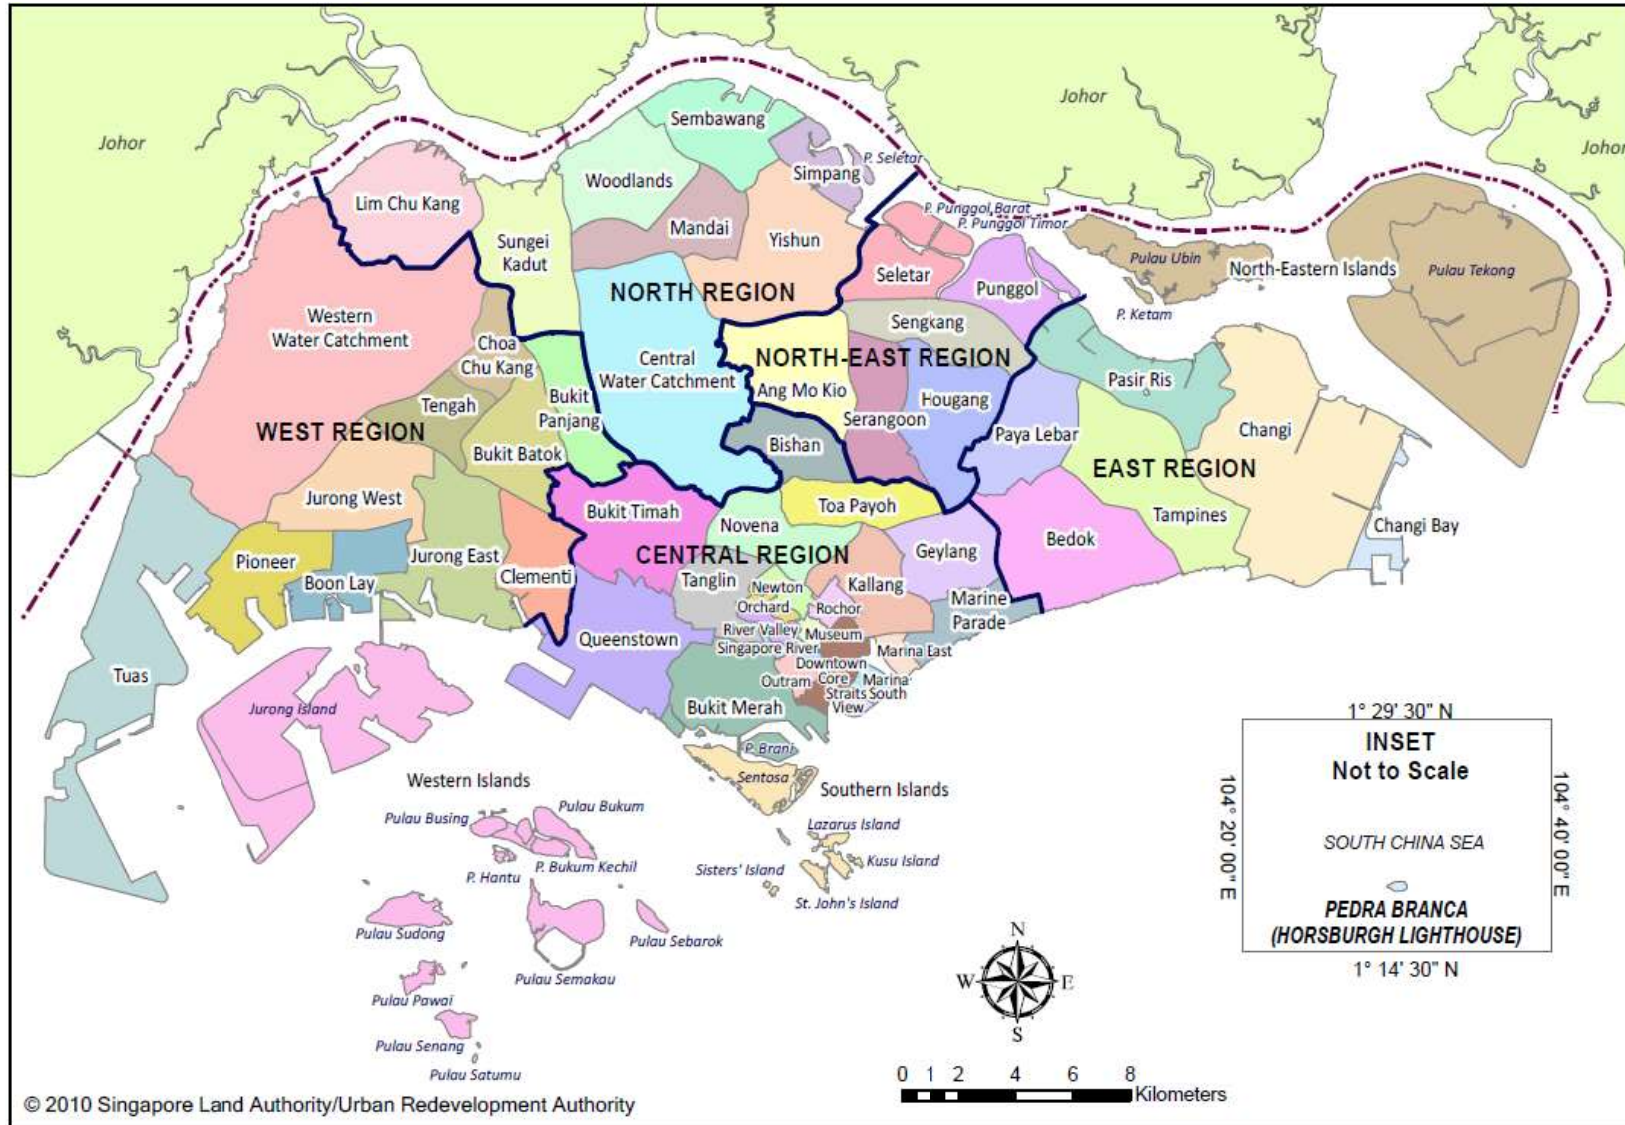 Johor
Johor
Johor
Sembawang
P. Seletar
Simpang
Woodlands
Lim Chu Kang
P. Punggol Barat
P. Punggol Timor
Mandai
Yishun
Sungei
Kadut
Seletar
Punggol
Pulau Ubin
North-Eastern Islands
Pulau Tekong
NORTH REGION
P. Ketam
Western
Water Catchment
Sengkang
Choa
Chu Kang
Central
Water Catchment
NORTH-EAST REGION
Pasir Ris
Ang Mo Kio
Bukit
Panjang
Hougang
Tengah
Serangoon
WEST REGION
Paya Lebar
Changi
Bishan
Bukit Batok
EAST REGION
Jurong West
Bukit Timah
Toa Payoh
Novena
Tampines
Changi Bay
Bedok
Pioneer
Jurong East
CENTRAL REGION
Geylang
Boon Lay
Clementi
Tanglin
Newton
Kallang
Orchard
Rochor
Marine
Parade
River Valley
Museum
Queenstown
Singapore River
Marina East
Downtown
Core
Outram
Marina
South
Straits
View
Tuas
Bukit Merah
Jurong Island
P. Brani
Sentosa
Western Islands
Southern Islands
Pulau Bukum
Pulau Busing
Lazarus Island
P. Bukum Kechil
P. Hantu
Kusu Island
Sisters' Island
St. John's Island
Pulau Sudong
Pulau Sebarok
Pulau Semakau
Pulau Pawai
Pulau Senang
Pulau Satumu
1° 29' 30" N
INSET
Not to Scale
104° 20' 00" E
104° 40' 00" E
SOUTH CHINA SEA
PEDRA BRANCA
(HORSBURGH LIGHTHOUSE)
1° 14' 30" N
N
W
E
S
0 1 2 4 6 8
Kilometers
© 2010 Singapore Land Authority/Urban Redevelopment Authority